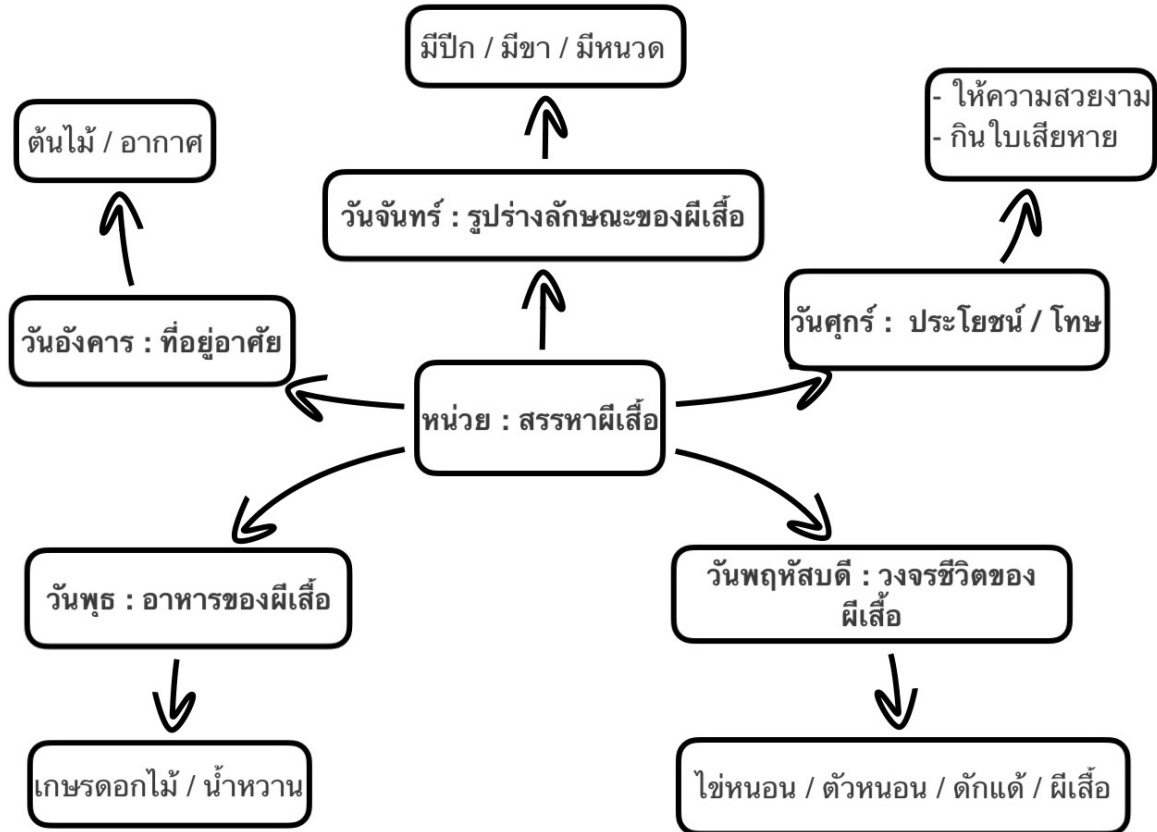 มีปีก / มีขา / มีหนวด
- ให้ความสวยงาม
- กินใบเสียหาย
ต้นไม้ / อากาศ
วันจันทร์ : รูปร่างลักษณะของผีเสื้อ
วันอังคาร : ที่อยู่อาศัย
วันศุกร์ : ประโยชน์ / โทษ
หน่วย : สรรหาผีเสื้อ
วันพุธ : อาหารของผีเสื้อ
วันพฤหัสบดี : วงจรชีวิตของ
ผีเสื้อ
เกษรดอกไม้ / น้ำหวาน
ไข่หนอน / ตัวหนอน / ดักแด้ / ผีเสื้อ